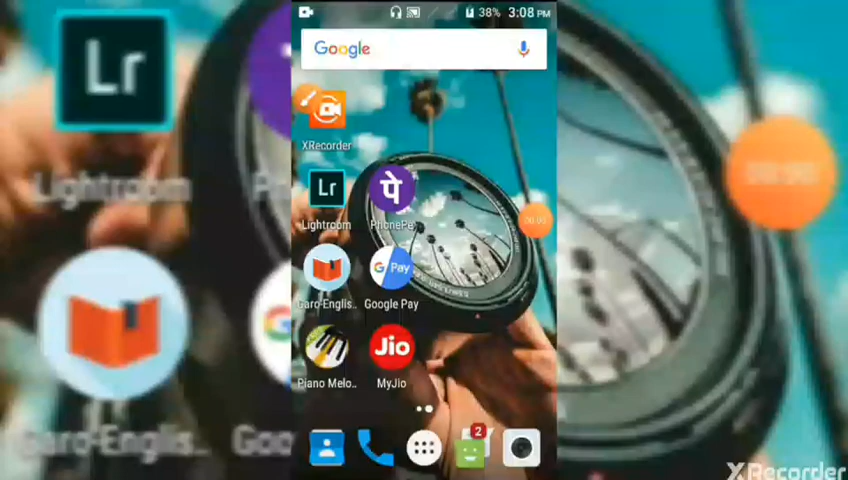 38% 3:08 PM
Google
XRecorder
Lr
Lightroom
पे
PhonePe
Garo-Englis..
G Pay
Google Pay
Piano Melo..
Jio
MyJio
2
Lr
Lightroom
Garo-Englis..
XRecorder